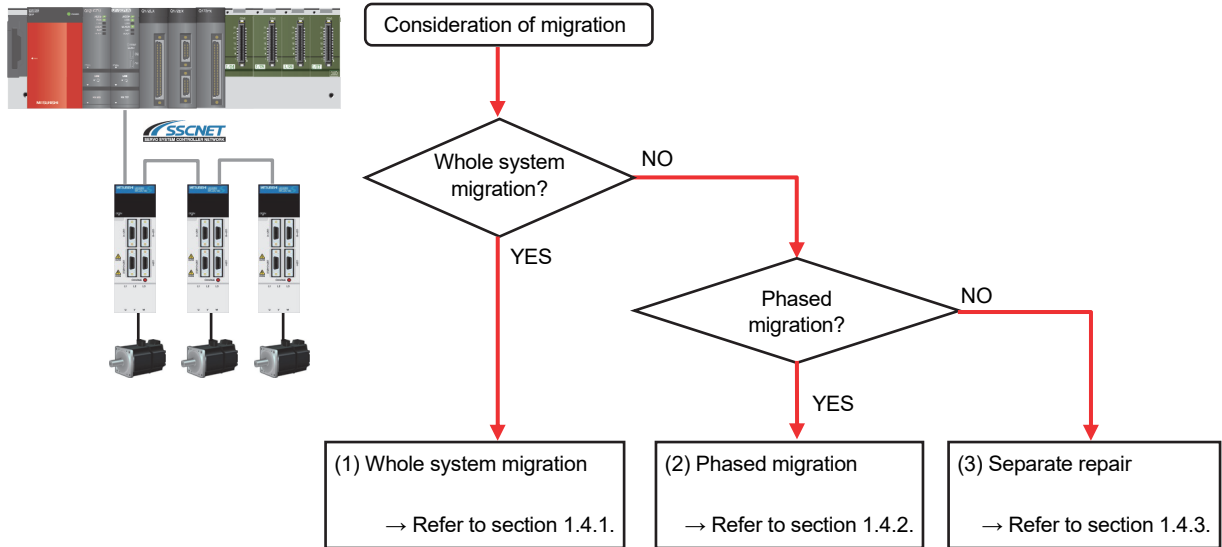 Consideration of migration
SSCNET
SERVO SYSTEM CONTROLLER NETWORK
Whole system
migration?
NO
YES
Phased
migration?
NO
YES
(1) Whole system migration
→ Refer to section 1.4.1.
(2) Phased migration
→ Refer to section 1.4.2.
(3) Separate repair
→ Refer to section 1.4.3.